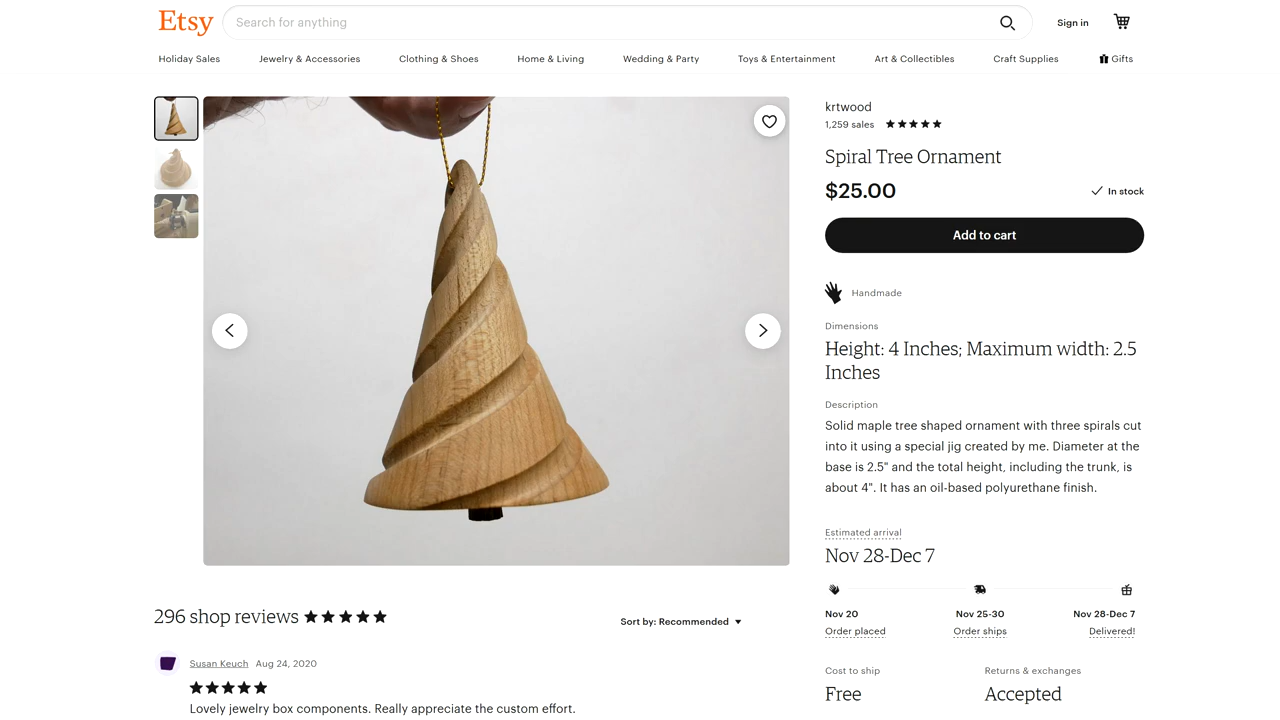 Etsy
Search for anything
Sign in
Holiday Sales
Jewelry & Accessories
Clothing & Shoes
Home & Living
Wedding & Party
Toys & Entertainment
Art & Collectibles
Craft Supplies
Gifts
krtwood
1,259 sales
Spiral Tree Ornament
$25.00
In stock
Add to cart
Handmade
Dimensions
Height: 4 Inches; Maximum width: 2.5
Inches
Description
Solid maple tree shaped ornament with three spirals cut
into it using a special jig created by me. Diameter at the
base is 2.5" and the total height, including the trunk, is
about 4". It has an oil-based polyurethane finish.
Estimated arrival
Nov 28-Dec 7
Nov 20
Order placed
Nov 25-30
Order ships
Nov 28-Dec 7
Delivered!
Cost to ship
Free
Returns & exchanges
Accepted
296 shop reviews
Sort by: Recommended
Susan Keuch Aug 24, 2020
Lovely jewelry box components. Really appreciate the custom effort.